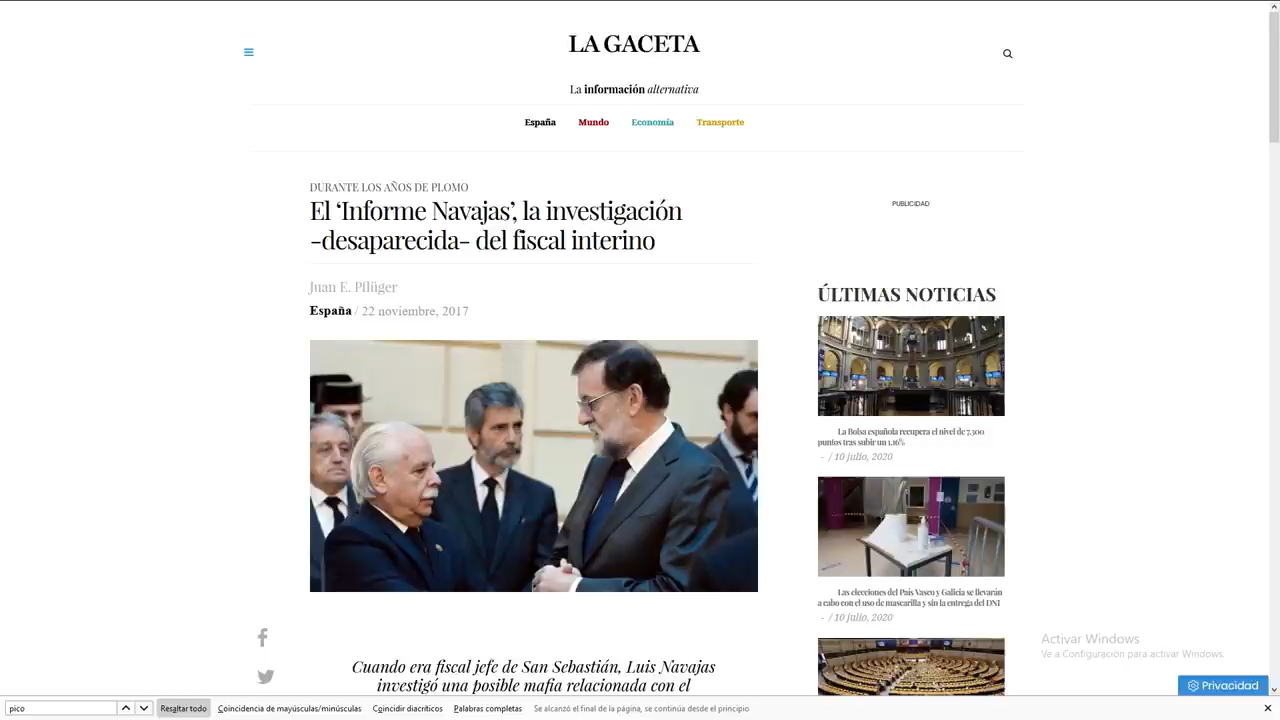 LA GACETA
La información alternativa
España Mundo Economía Transporte
DURANTE LOS AÑOS DE PLOMO
El ‘Informe Navajas’, la investigación
-desaparecida- del fiscal interino
Juan E. Pflüger
España / 22 noviembre, 2017
Cuando era fiscal jefe de San Sebastián, Luis Navajas
investigó una posible mafia relacionada con el
PUBLICIDAD
ÚLTIMAS NOTICIAS
La Bolsa española recupera el nivel de 7.300
puntos tras subir un 1,16%
- / 10 julio, 2020
Las elecciones del País Vasco y Galicia se llevarán
a cabo con el uso de mascarilla y sin la entrega del DNI
- / 10 julio, 2020
Activar Windows
Ve a Configuración para activar Windows.
Privacidad
pico Resaltar todo Coincidencia de mayúsculas/minúsculas Coincidir diacríticos Palabras completas Se alcanzó el final de la página, se continúa desde el principio